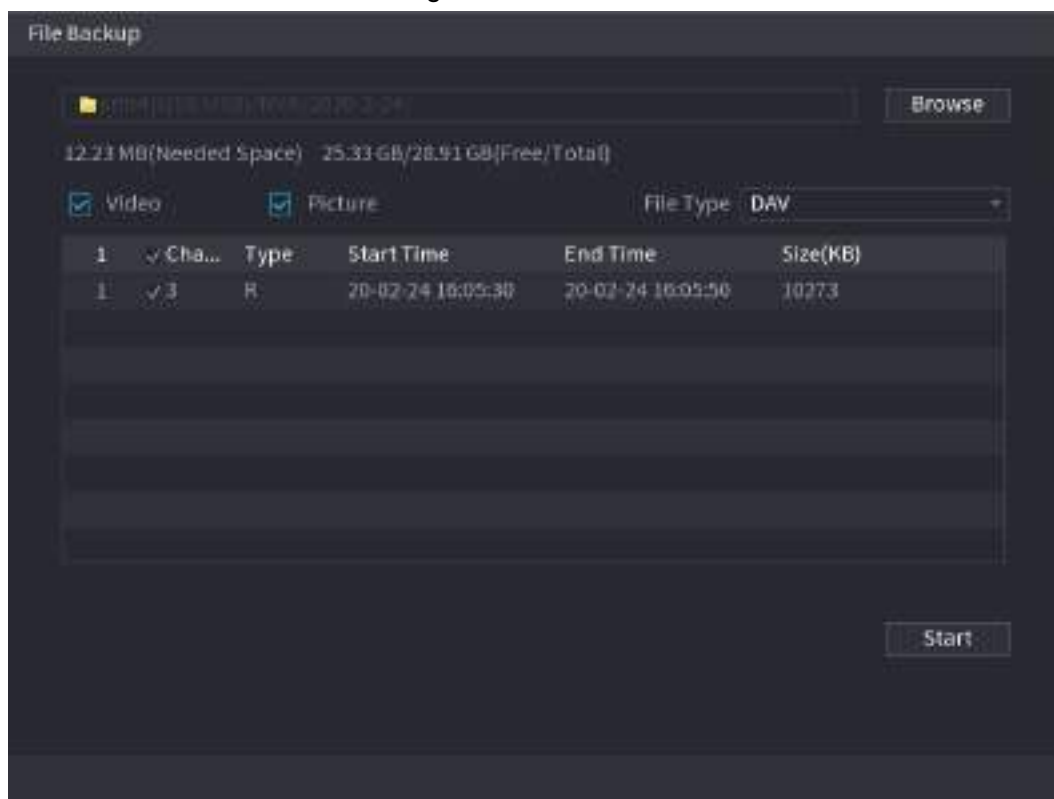 File Backup
Browse
12.23 MB(Needed Space) 25.33 GB/28.91 GB(Free/Total)
Video Picture File Type DAV
1 Cha... Type Start Time End Time Size(KB)
1 3 R 20-02-24 16:05:30 20-02-24 16:05:50 10273
Start